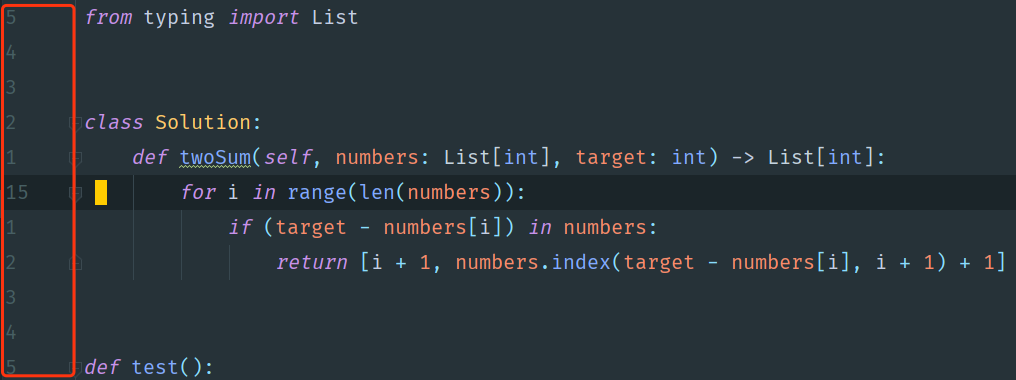 5 from typing import List
4
3
2 class Solution:
1 def twoSum(self, numbers: List[int], target: int) -> List[int]:
15 for i in range(len(numbers)):
1 if (target - numbers[i]) in numbers:
2 return [i + 1, numbers.index(target - numbers[i], i + 1) + 1]
3
4
5 def test():